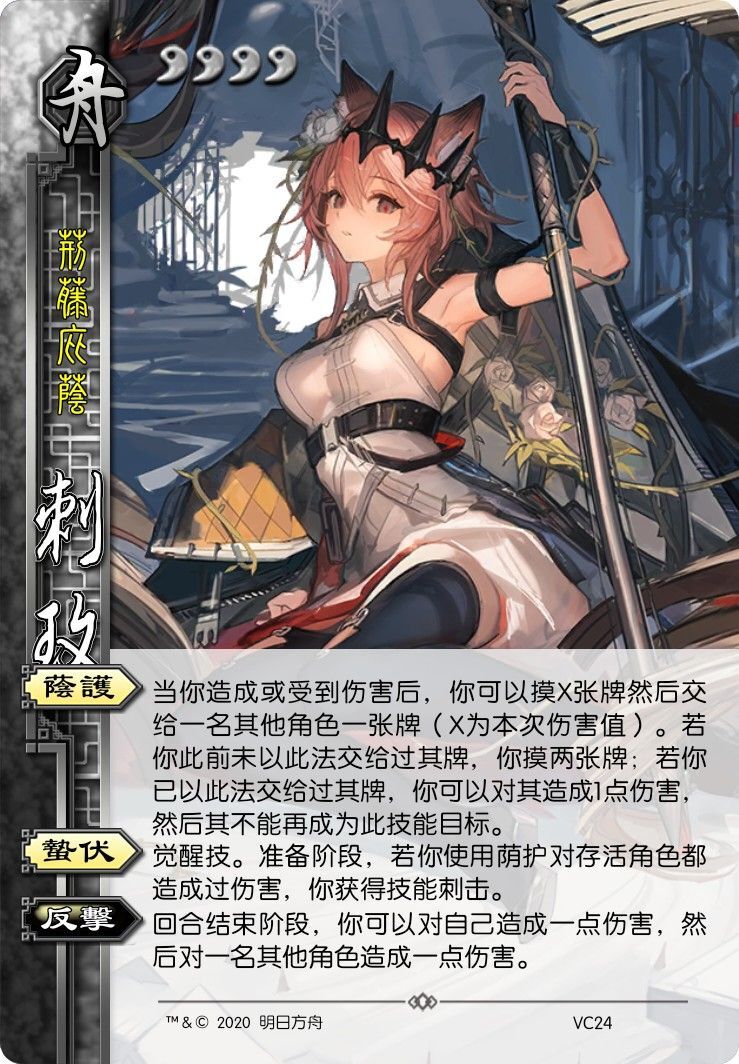 舟
荊藤庇蔭
刺玫
蔭護
当你造成或受到伤害后，你可以摸X张牌然后交
给一名其他角色一张牌（X为本次伤害值）。若
你此前未以此法交给过其牌，你摸两张牌；若你
已以此法交给过其牌，你可以对其造成1点伤害，
然后其不能再成为此技能目标。
蟄伏
觉醒技。准备阶段，若你使用荫护对存活角色都
造成过伤害，你获得技能刺击。
反擊
回合结束阶段，你可以对自己造成一点伤害，然
后对一名其他角色造成一点伤害。
™ & © 2020 明日方舟
VC24